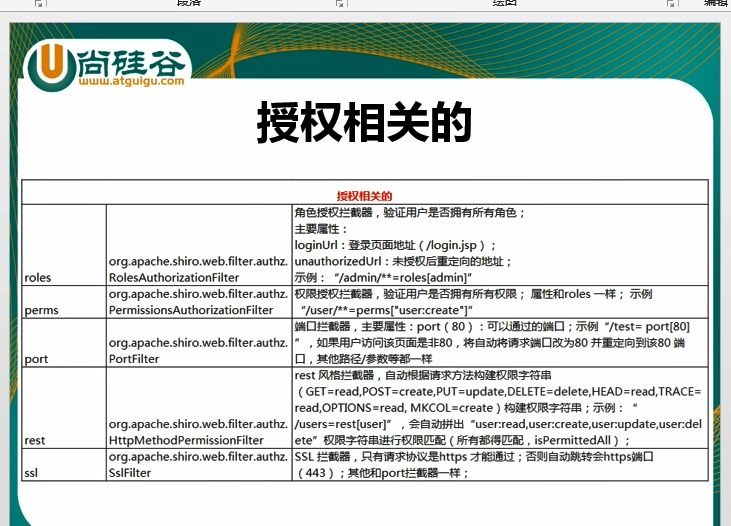 段落
绘图
编辑
尚硅谷
www.atguigu.com
授权相关的
授权相关的
roles
org.apache.shiro.web.filter.authz.
RolesAuthorizationFilter
角色授权拦截器，验证用户是否拥有所有角色；
主要属性：
loginUrl：登录页面地址（/login.jsp）；
unauthorizedUrl：未授权后重定向的地址；
示例：“/admin/**=roles[admin]”
perms
org.apache.shiro.web.filter.authz.
PermissionsAuthorizationFilter
权限授权拦截器，验证用户是否拥有所有权限； 属性和roles 一样； 示例
“/user/**=perms["user:create"]”
port
org.apache.shiro.web.filter.authz.
PortFilter
端口拦截器，主要属性：port（80）：可以通过的端口；示例“/test= port[80]
”，如果用户访问该页面是非80，将自动将请求端口改为80 并重定向到该80 端
口，其他路径/参数等都一样
rest
org.apache.shiro.web.filter.authz.
HttpMethodPermissionFilter
rest 风格拦截器，自动根据请求方法构建权限字符串
（GET=read,POST=create,PUT=update,DELETE=delete,HEAD=read,TRACE=
read,OPTIONS=read, MKCOL=create）构建权限字符串；示例：“
/users=rest[user]”，会自动拼出“user:read,user:create,user:update,user:del
ete”权限字符串进行权限匹配（所有都得匹配，isPermittedAll）；
ssl
org.apache.shiro.web.filter.authz.
SslFilter
SSL 拦截器，只有请求协议是https 才能通过；否则自动跳转会https端口
（443）；其他和port拦截器一样；